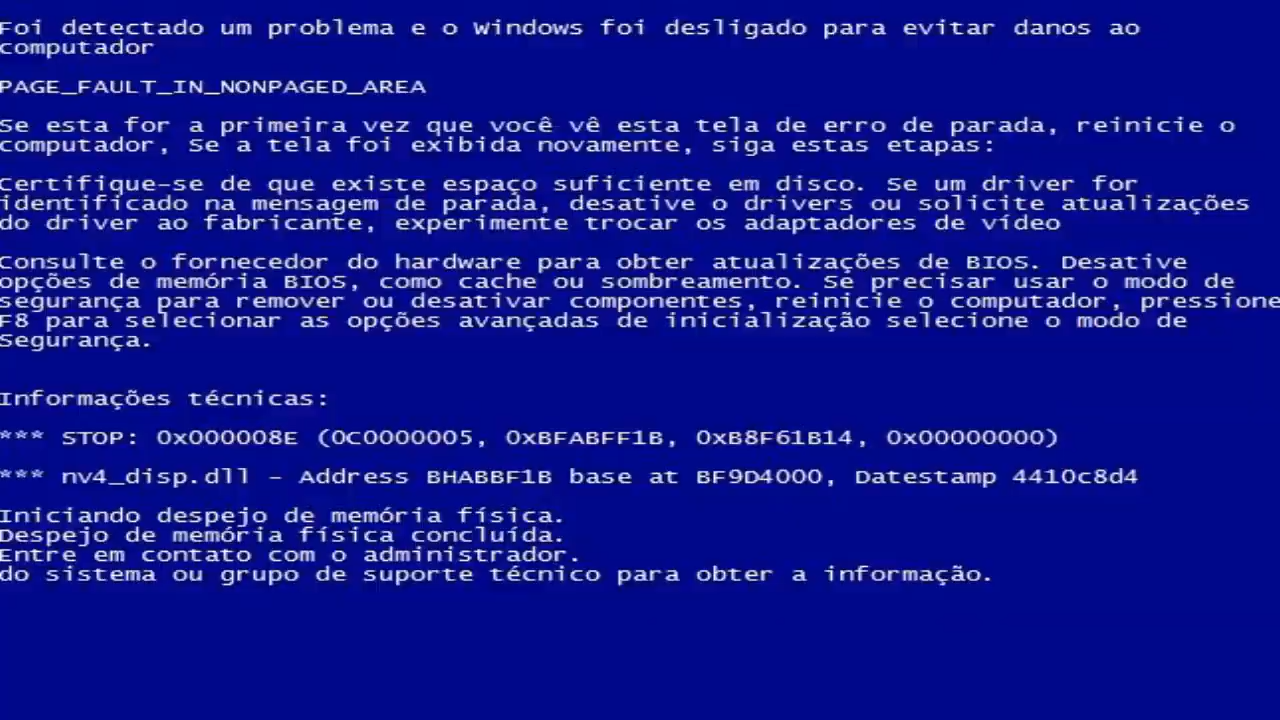 Foi detectado um problema e o Windows foi desligado para evitar danos ao
computador
PAGE_FAULT_IN_NONPAGED_AREA
Se esta for a primeira vez que você vê esta tela de erro de parada, reinicie o
computador, Se a tela foi exibida novamente, siga estas etapas:
Certifique-se de que existe espaço suficiente em disco. Se um driver for
identificado na mensagem de parada, desative o drivers ou solicite atualizações
do driver ao fabricante, experimente trocar os adaptadores de vídeo
Consulte o fornecedor do hardware para obter atualizações de BIOS. Desative
opções de memória BIOS, como cache ou sombreamento. Se precisar usar o modo de
segurança para remover ou desativar componentes, reinicie o computador, pressione
F8 para selecionar as opções avançadas de inicialização selecione o modo de
Segurança.
Informações técnicas:
*** STOP: 0x000008E (0C0000005, 0xBFABFF1B, 0xB8F61B14, 0x00000000)
*** nv4_disp.dll – Address BHABBF1B base at BF9D4000, Datestamp 4410c8d4
Iniciando despejo de memória física.
Despejo de memória física concluída.
Entre em contato com o administrador.
do sistema ou grupo de suporte técnico para obter a informação.